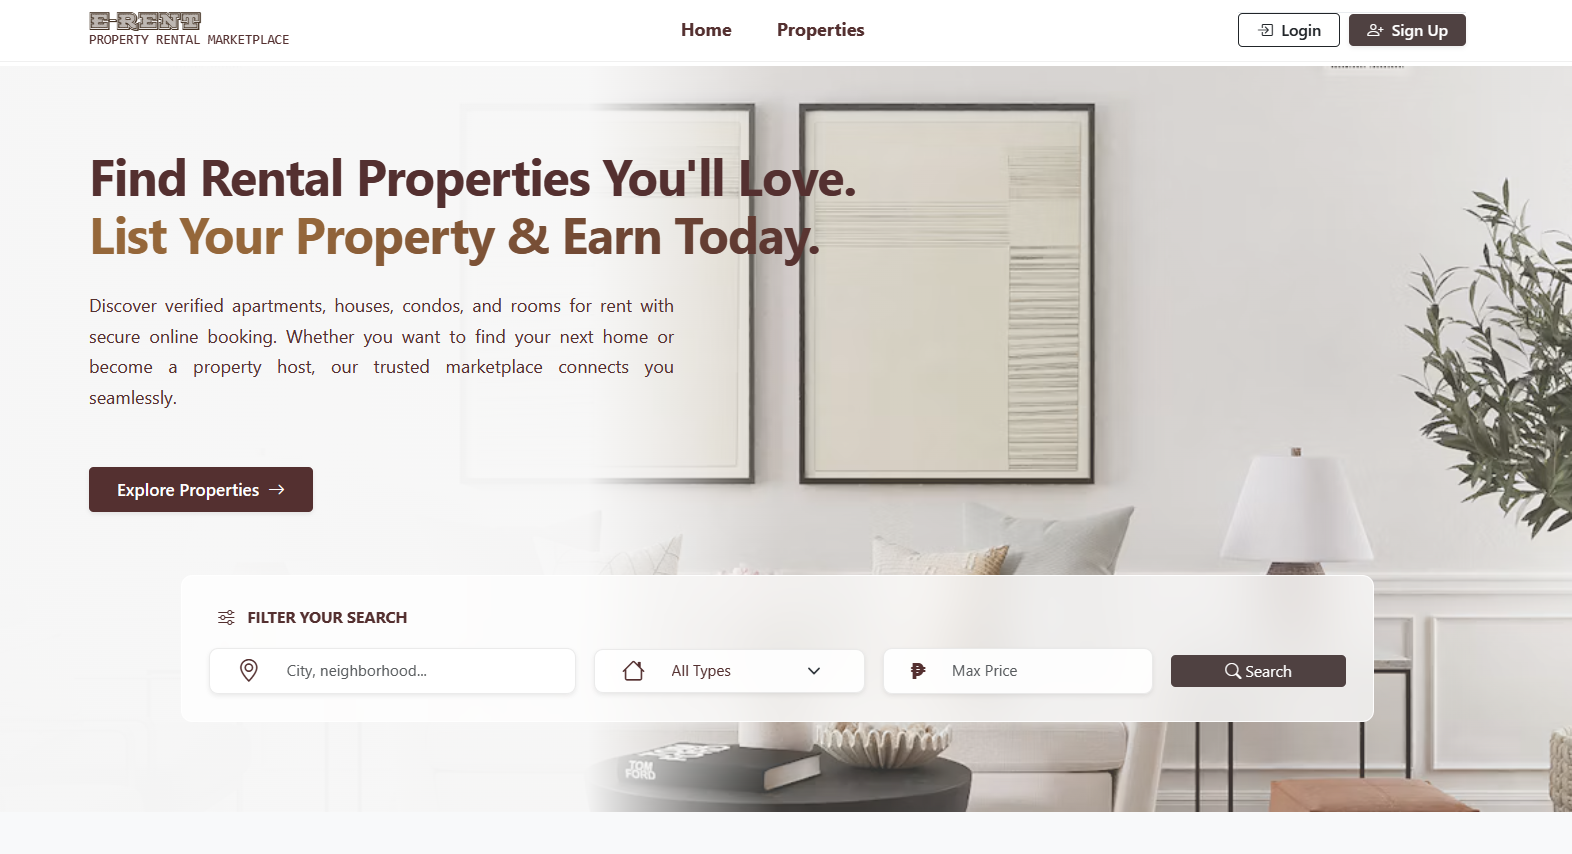 E-RENT
PROPERTY RENTAL MARKETPLACE
Home
Properties
Login
Sign Up
Find Rental Properties You'll Love.
List Your Property & Earn Today.
Discover verified apartments, houses, condos, and rooms for rent with
secure online booking. Whether you want to find your next home or
become a property host, our trusted marketplace connects you
seamlessly.
Explore Properties →
FILTER YOUR SEARCH
City, neighborhood...
All Types
₱ Max Price
Search
TOM
FORD